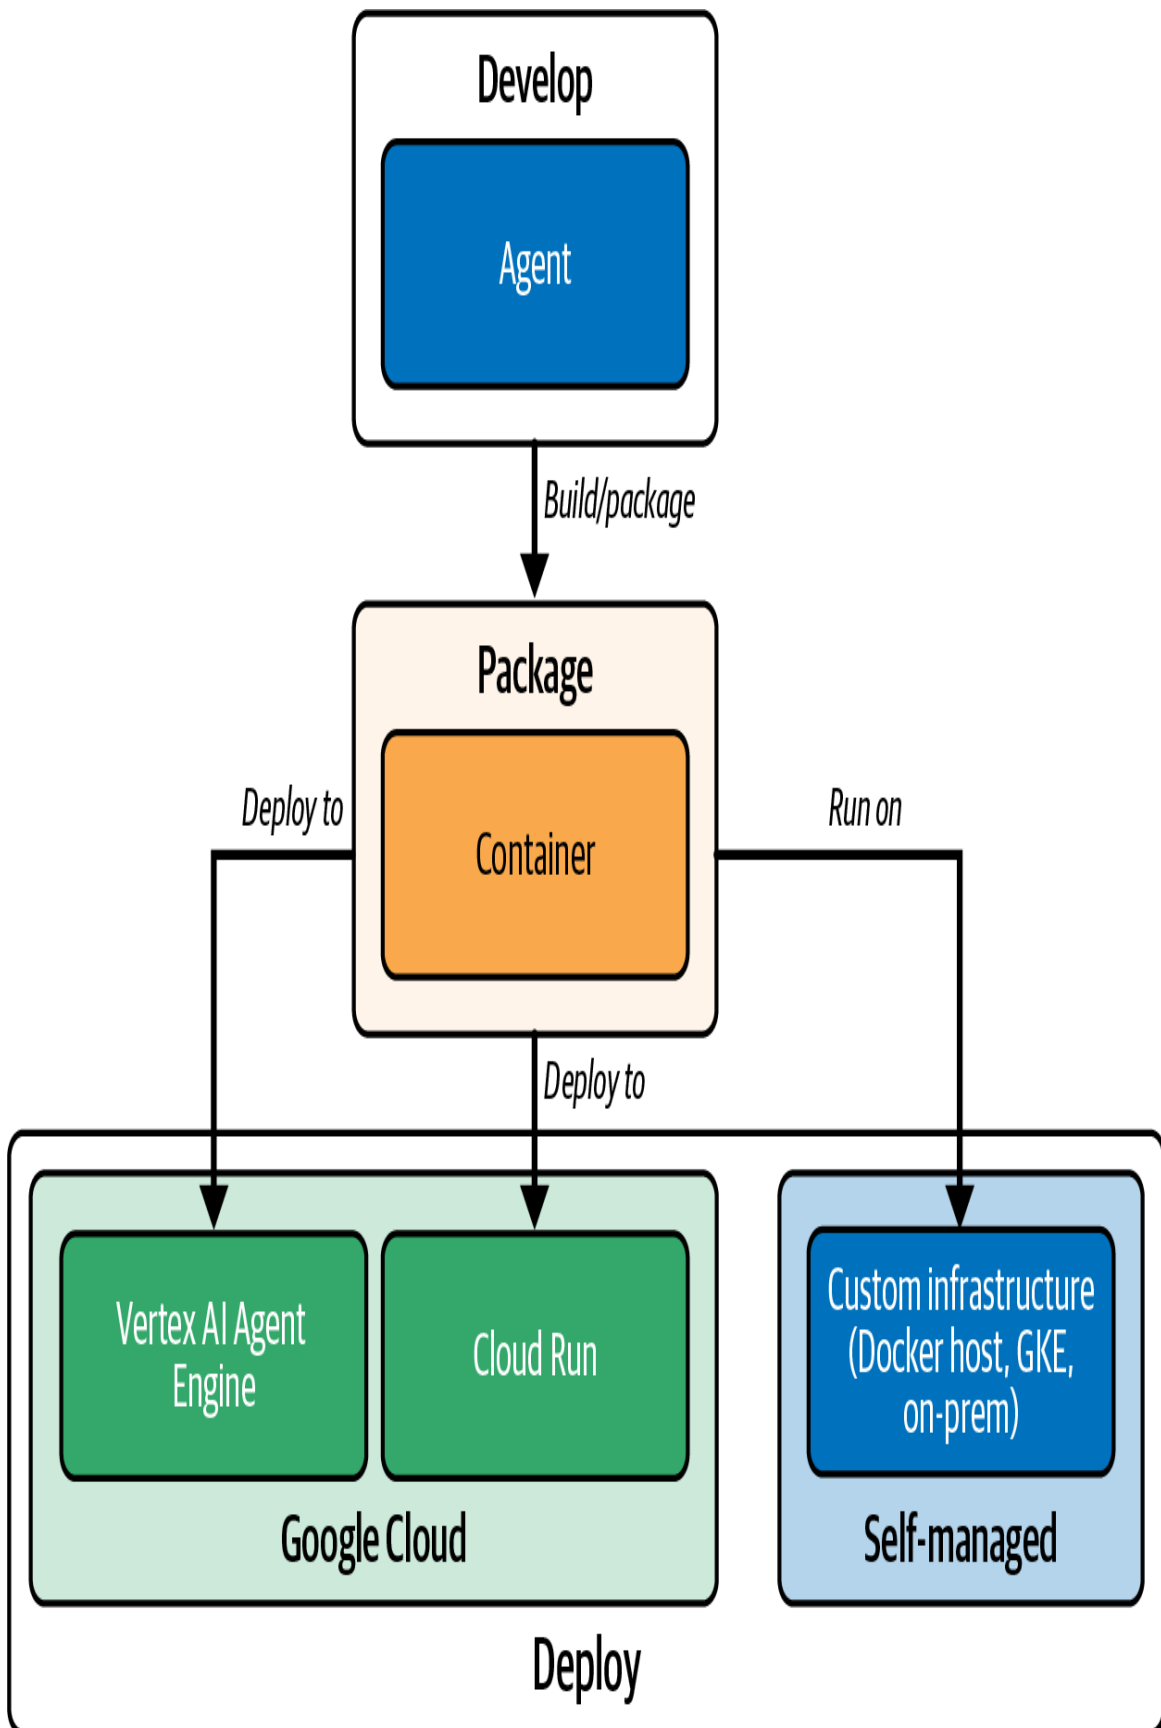 Develop
Agent
Build/package
Package
Container
Deploy to
Run on
Deploy to
Vertex AI Agent
Engine
Cloud Run
Google Cloud
Custom infrastructure
(Docker host, GKE,
on-prem)
Self-managed
Deploy